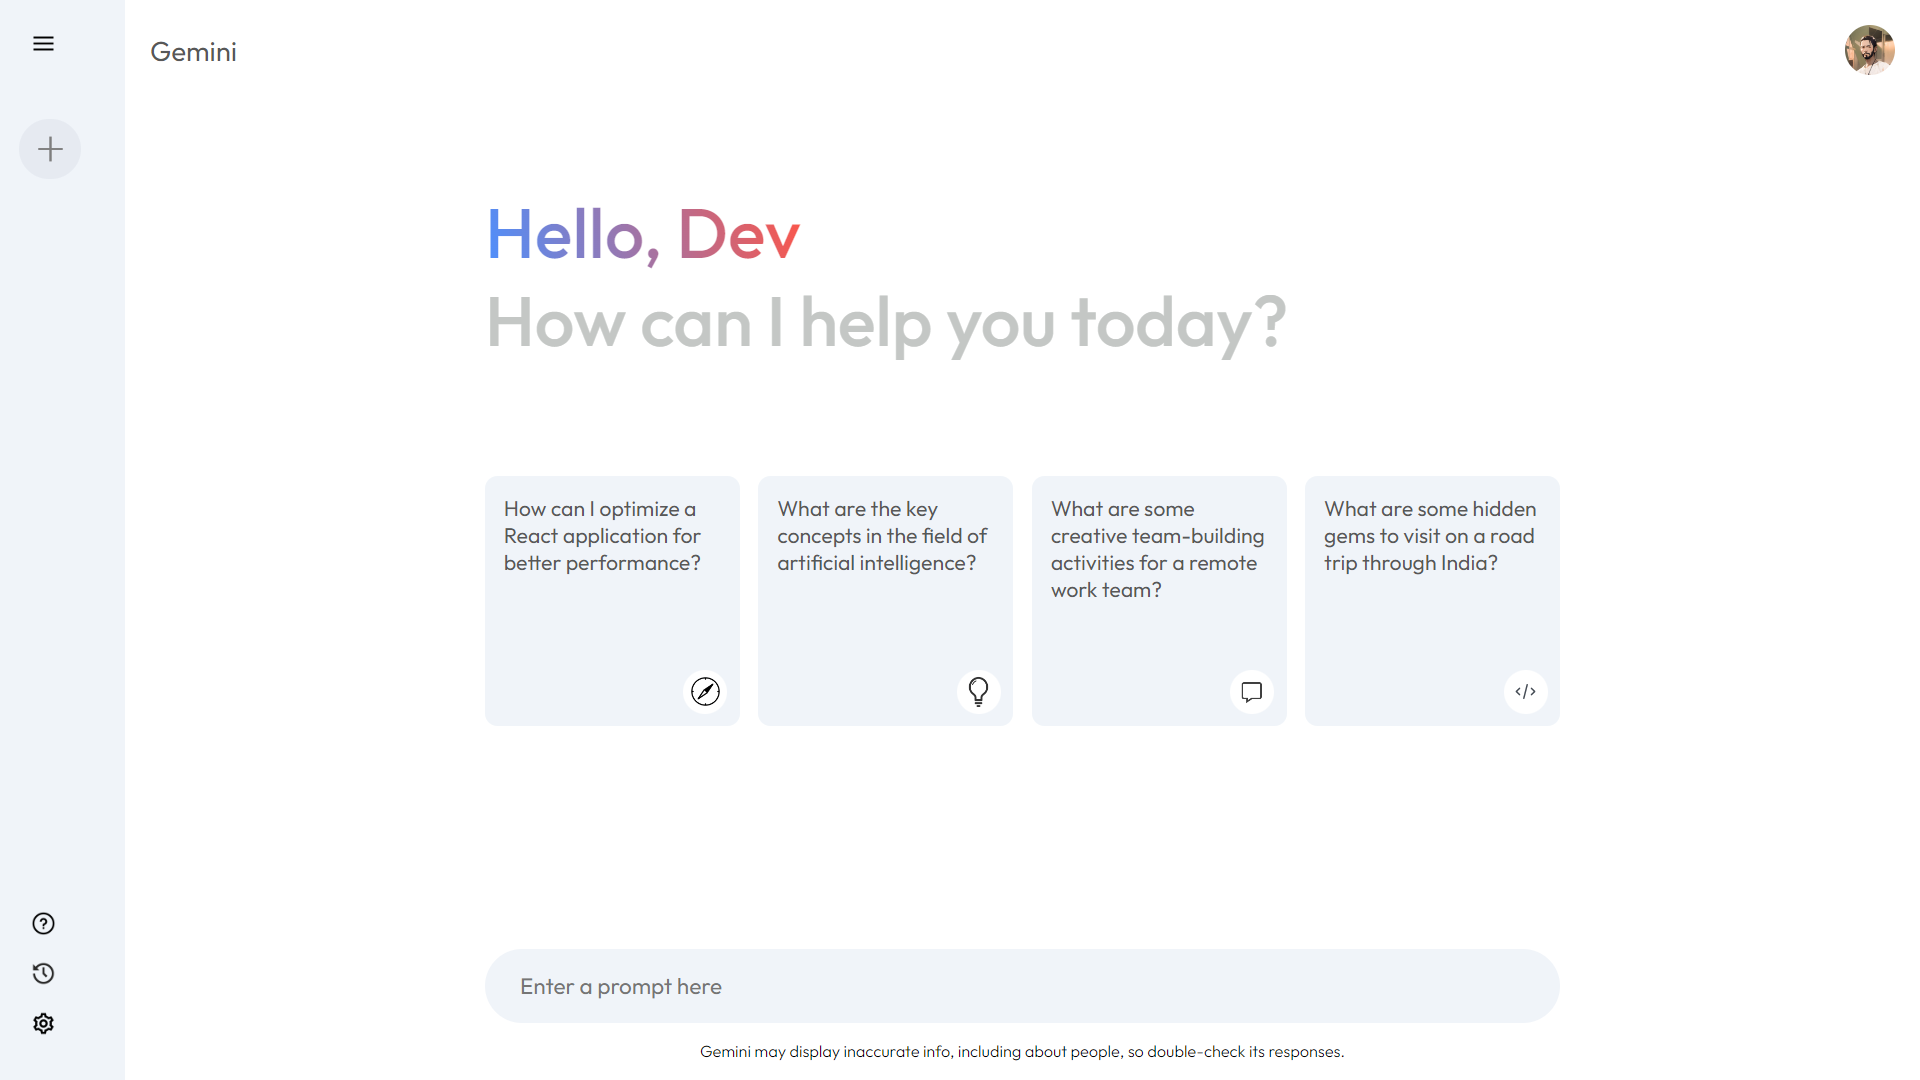 Gemini
Hello, Dev
How can I help you today?
How can I optimize a
React application for
better performance?
What are the key
concepts in the field of
artificial intelligence?
What are some
creative team-building
activities for a remote
work team?
What are some hidden
gems to visit on a road
trip through India?
Enter a prompt here
Gemini may display inaccurate info, including about people, so double-check its responses.